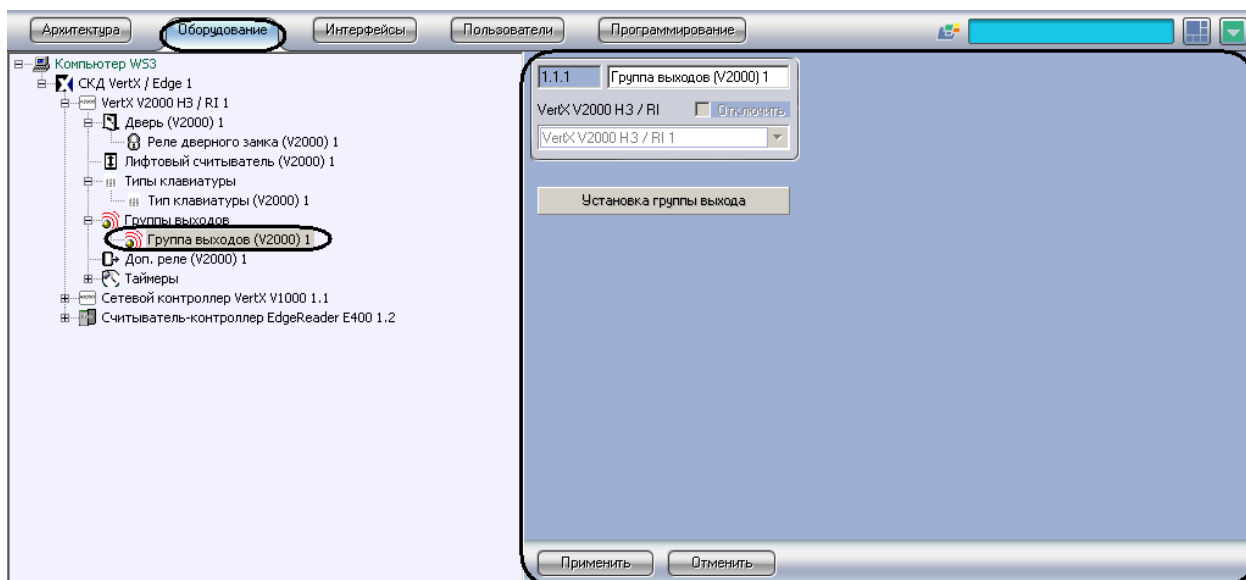 Архитектура Оборудование Интерфейсы Пользователи Программирование
Компьютер WS3
СКД VertX / Edge 1
VertX V2000 H3 / RI 1
Дверь (V2000) 1
Реле дверного замка (V2000) 1
Лифтовый считыватель (V2000) 1
Типы клавиатуры
Тип клавиатуры (V2000) 1
Группы выходов
Группа выходов (V2000) 1
Доп. реле (V2000) 1
Таймеры
Сетевой контроллер VertX V1000 1.1
Считыватель-контроллер EdgeReader E400 1.2
1.1.1 Группа выходов (V2000) 1
VertX V2000 H3 / RI Отключить
VertX V2000 H3 / RI 1
Установка группы выхода
Применить Отменить